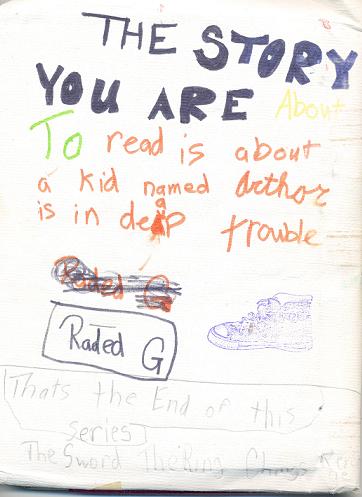 THE STORY
YOU ARE About
To read is about
a kid named Arthor
is in deap trouble
Raded G
Raded G
Thats the End of this
series
The Sword The Ring